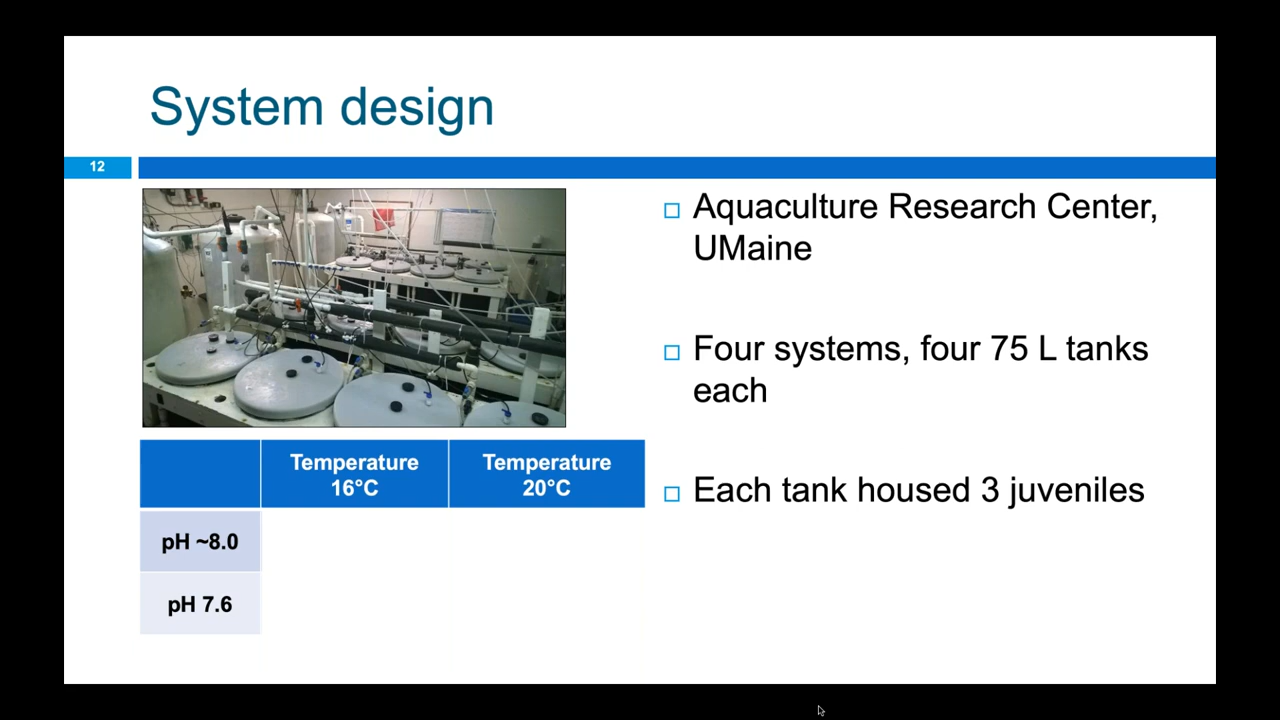 System design
12
Aquaculture Research Center,
UMaine
Four systems, four 75 L tanks
each
Each tank housed 3 juveniles
Temperature
16°C
Temperature
20°C
pH ~8.0
pH 7.6